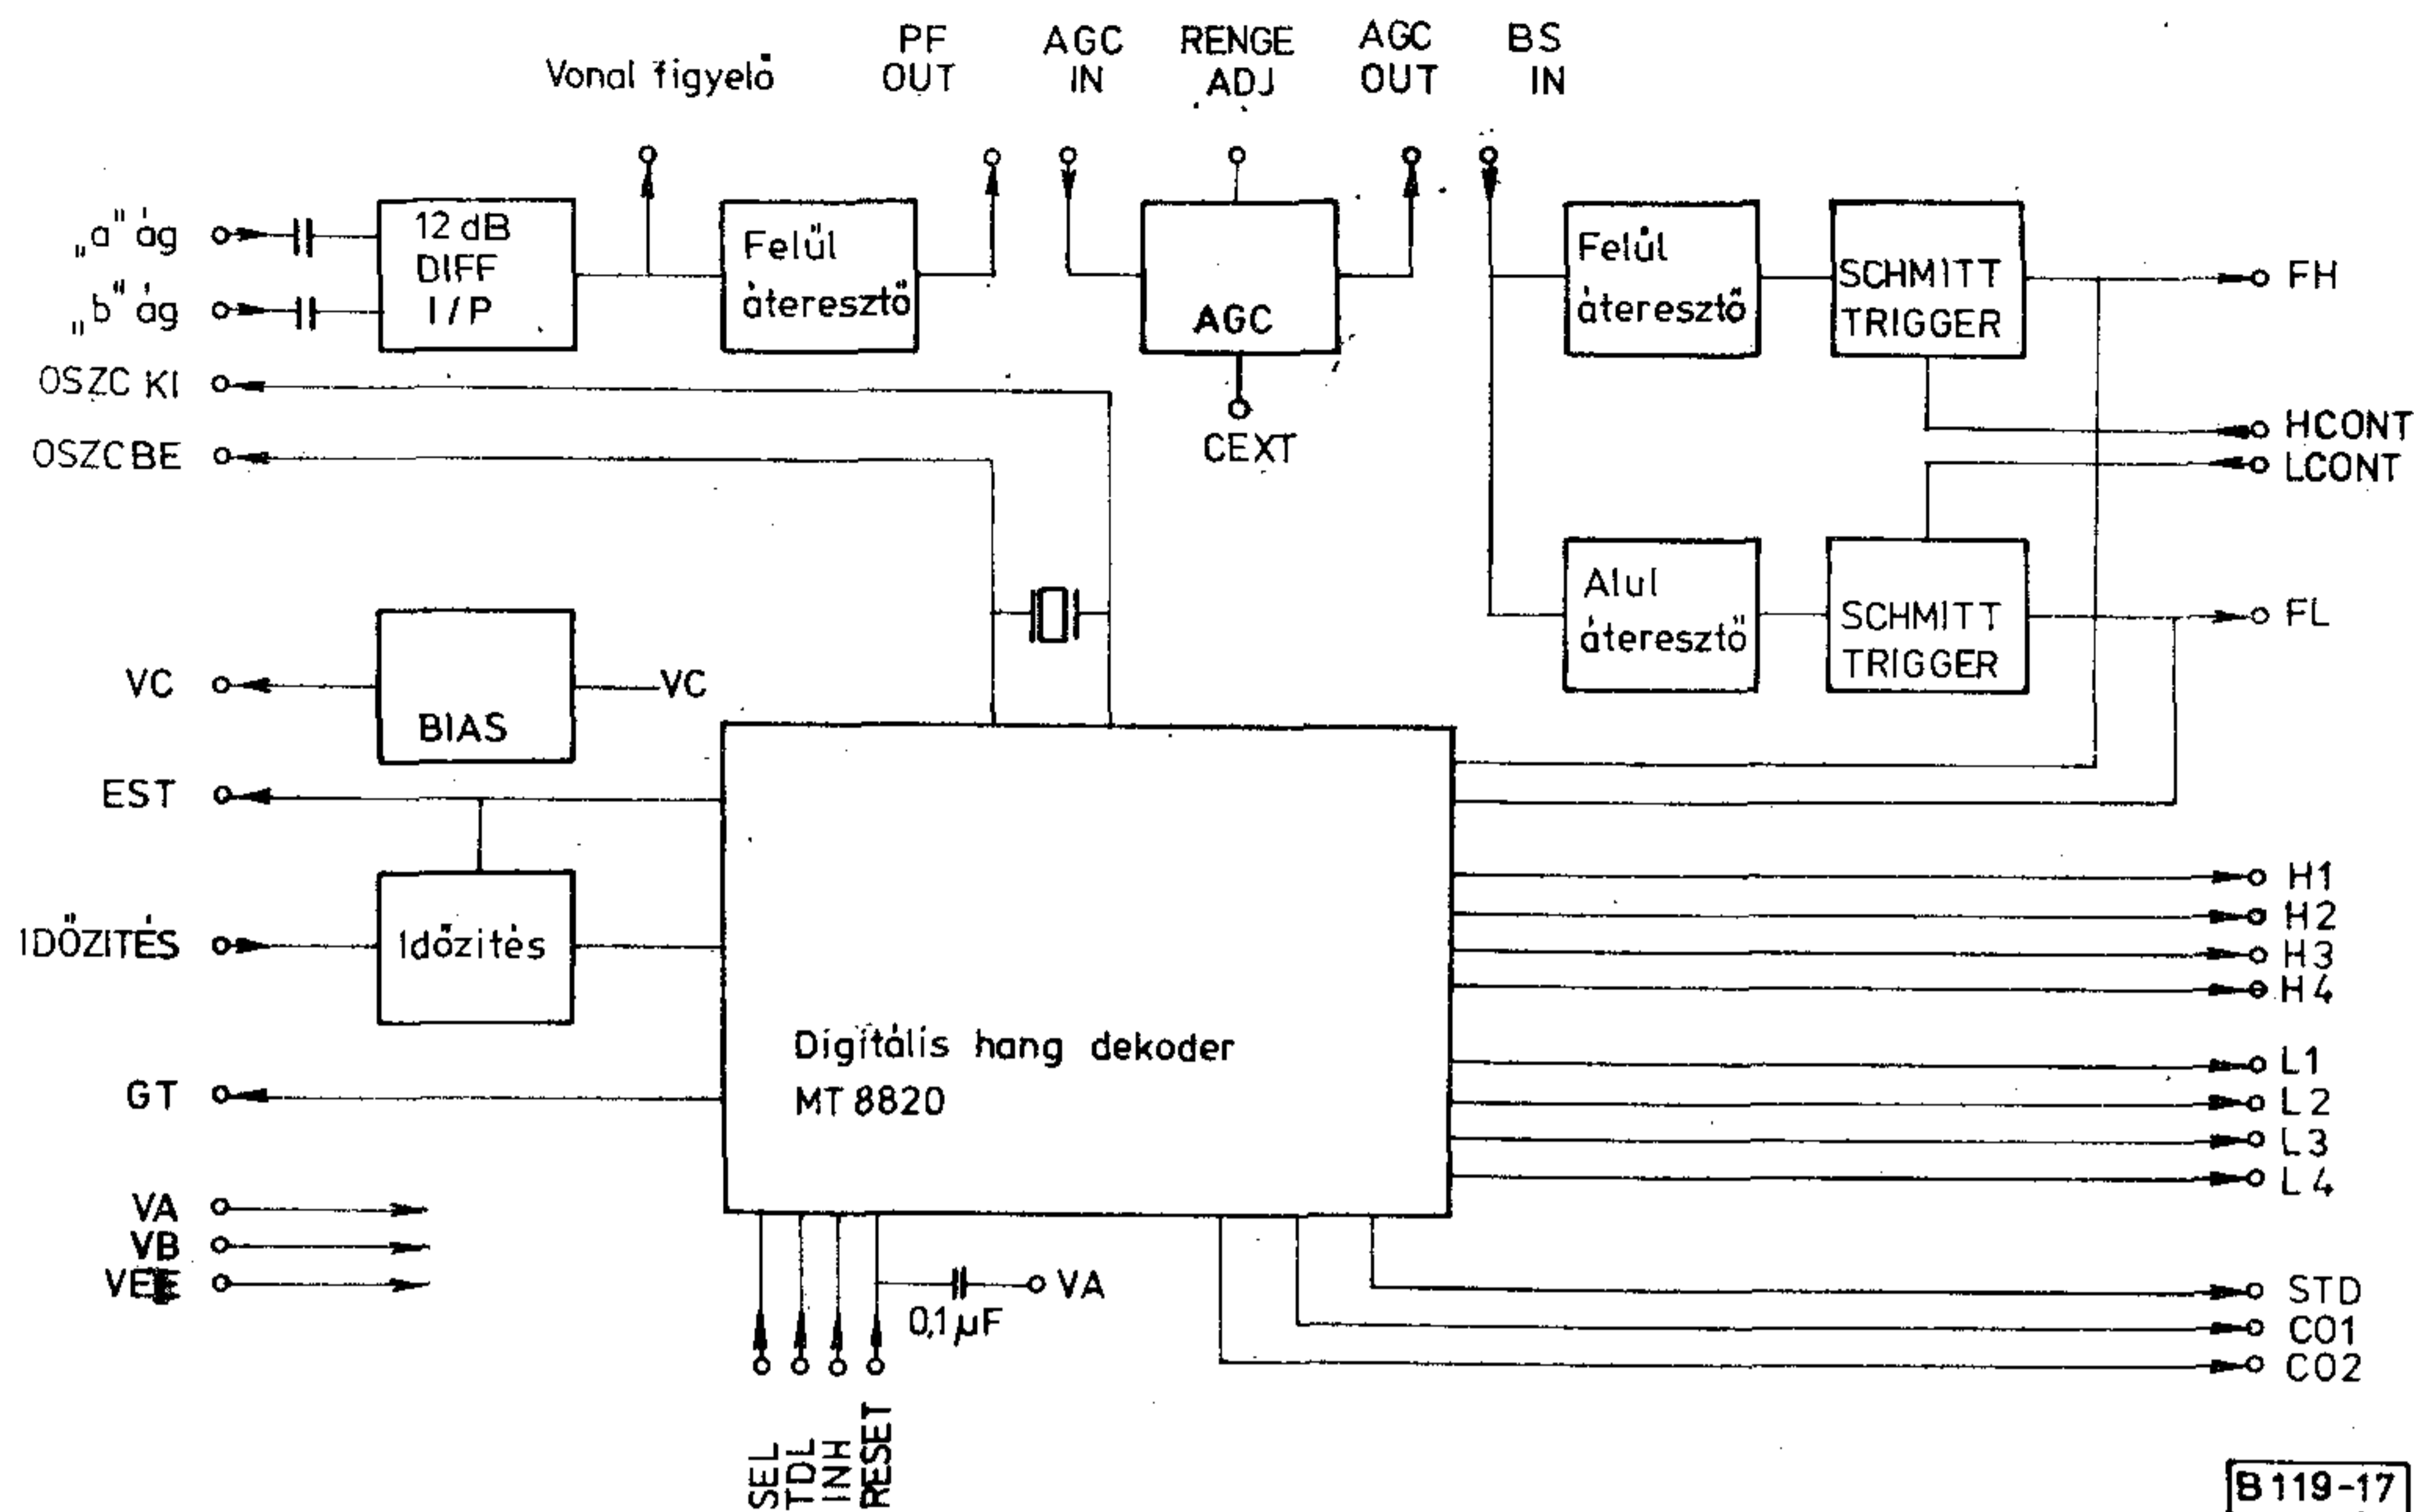 Vonal figyelő
PF
OUT
AGC
IN
RENGE
ADJ
AGC
OUT
BS
IN
„a" ág
„b" ág
12 dB
DIFF
I/P
Felűl
áteresztő
AGC
CEXT
Felűl
áteresztő
SCHMITT
TRIGGER
FH
HCONT
LCONT
OSZC KI
OSZC BE
Alul
áteresztő
SCHMITT
TRIGGER
FL
VC
BIAS
VC
EST
IDŐZITÉS
Időzités
GT
Digitális hang dekoder
MT 8820
H1
H2
H3
H4
L1
L2
L3
L4
VA
VB
VEE
0,1 µF
VA
STD
CO1
CO2
SEL
TDL
INH
RESET
B 119-17